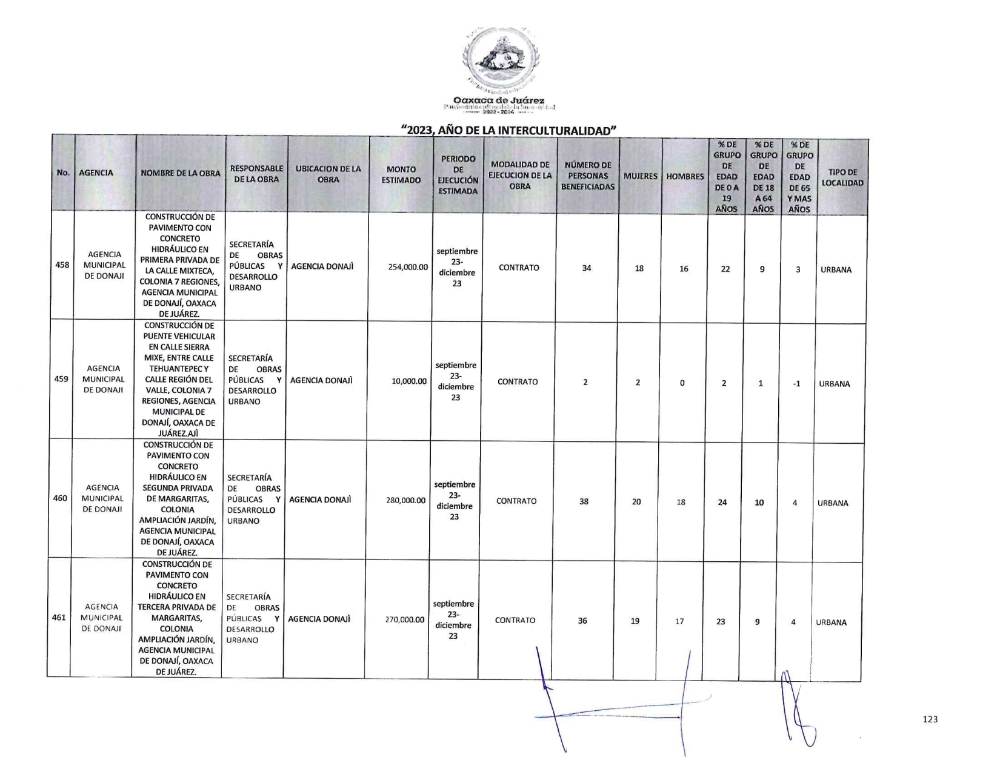 Oaxaca de Juárez
2022 - 2024
“2023, AÑO DE LA INTERCULTURALIDAD”
No.
AGENCIA
NOMBRE DE LA OBRA
RESPONSABLE
DE LA OBRA
UBICACION DE LA
OBRA
MONTO
ESTIMADO
PERIODO
DE
EJECUCIÓN
ESTIMADA
MODALIDAD DE
EJECUCION DE LA
OBRA
NÚMERO DE
PERSONAS
BENEFICIADAS
MUJERES
HOMBRES
% DE
GRUPO
DE
EDAD
DE 0 A
19
AÑOS
% DE
GRUPO
DE
EDAD
DE 18
A 64
AÑOS
% DE
GRUPO
DE
EDAD
DE 65
Y MAS
AÑOS
TIPO DE
LOCALIDAD
458
AGENCIA
MUNICIPAL
DE DONAJI
CONSTRUCCIÓN DE
PAVIMENTO CON
CONCRETO
HIDRÁULICO EN
PRIMERA PRIVADA DE
LA CALLE MIXTECA,
COLONIA 7 REGIONES,
AGENCIA MUNICIPAL
DE DONAJÍ, OAXACA
DE JUÁREZ.
SECRETARÍA
DE OBRAS
PÚBLICAS Y
DESARROLLO
URBANO
AGENCIA DONAJÌ
254,000.00
septiembre
23-
diciembre
23
CONTRATO
34
18
16
22
9
3
URBANA
459
AGENCIA
MUNICIPAL
DE DONAJI
CONSTRUCCIÓN DE
PUENTE VEHICULAR
EN CALLE SIERRA
MIXE, ENTRE CALLE
TEHUANTEPEC Y
CALLE REGIÓN DEL
VALLE, COLONIA 7
REGIONES, AGENCIA
MUNICIPAL DE
DONAJÍ, OAXACA DE
JUÁREZ.AJÌ
SECRETARÍA
DE OBRAS
PÚBLICAS Y
DESARROLLO
URBANO
AGENCIA DONAJÌ
10,000.00
septiembre
23-
diciembre
23
CONTRATO
2
2
0
2
1
-1
URBANA
460
AGENCIA
MUNICIPAL
DE DONAJI
CONSTRUCCIÓN DE
PAVIMENTO CON
CONCRETO
HIDRÁULICO EN
SEGUNDA PRIVADA
DE MARGARITAS,
COLONIA
AMPLIACIÓN JARDÍN,
AGENCIA MUNICIPAL
DE DONAJÍ, OAXACA
DE JUÁREZ.
SECRETARÍA
DE OBRAS
PÚBLICAS Y
DESARROLLO
URBANO
AGENCIA DONAJÌ
280,000.00
septiembre
23-
diciembre
23
CONTRATO
38
20
18
24
10
4
URBANA
461
AGENCIA
MUNICIPAL
DE DONAJI
CONSTRUCCIÓN DE
PAVIMENTO CON
CONCRETO
HIDRÁULICO EN
TERCERA PRIVADA DE
MARGARITAS,
COLONIA
AMPLIACIÓN JARDÍN,
AGENCIA MUNICIPAL
DE DONAJÍ, OAXACA
DE JUÁREZ.
SECRETARÍA
DE OBRAS
PÚBLICAS Y
DESARROLLO
URBANO
AGENCIA DONAJÌ
270,000.00
septiembre
23-
diciembre
23
CONTRATO
36
19
17
23
9
4
URBANA
123